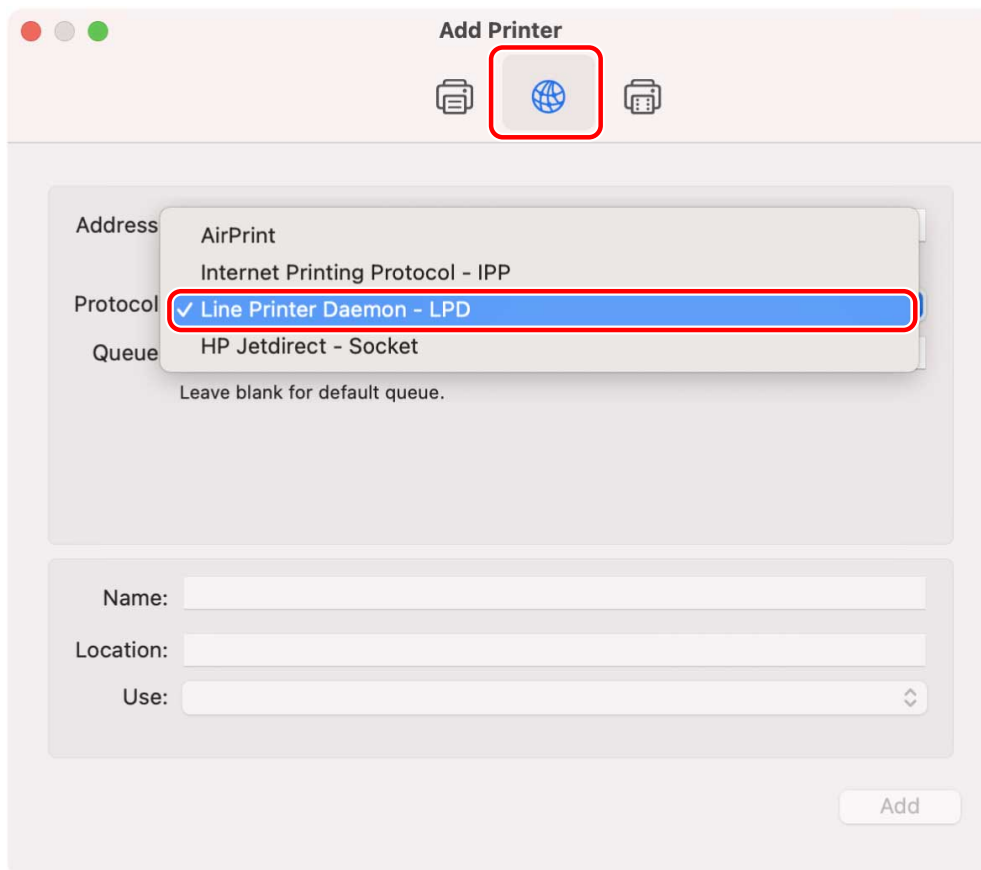 Add Printer
Address
AirPrint
Internet Printing Protocol - IPP
Protocol
✓ Line Printer Daemon - LPD
Queue
HP Jetdirect - Socket
Leave blank for default queue.
Name:
Location:
Use:
Add